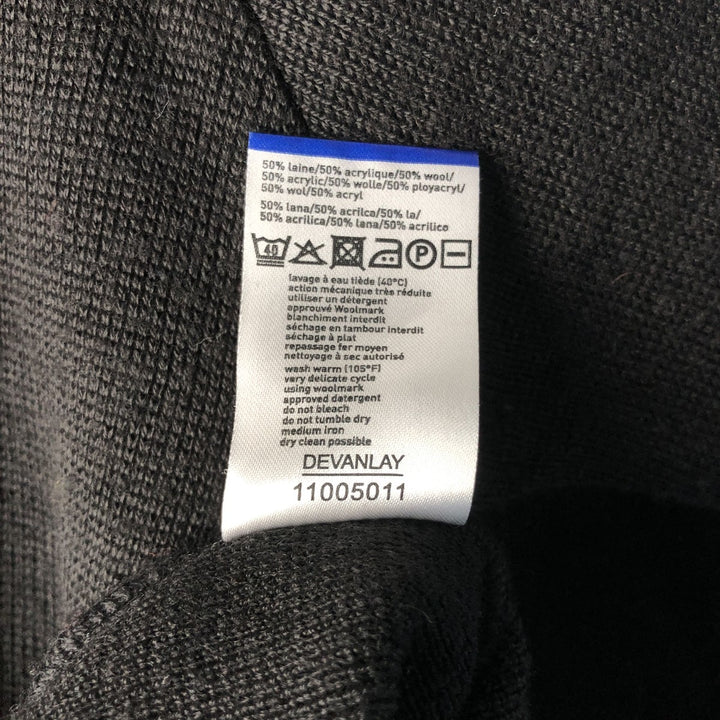 50% laine/50% acrylique/50% wool/
50% acrylic/50% wolle/50% ployacryl/
50% wol/50% acryl
50% lana/50% acrilca/50% la/
50% acrilica/50% lana/50% acrilico
40 P
lavage à eau tiède (40°C)
action mécanique très réduite
utiliser un détergent
approuvé Woolmark
blanchiment interdit
séchage en tambour interdit
séchage à plat
repassage fer moyen
nettoyage à sec autorisé
wash warm (105°F)
very delicate cycle
using woolmark
approved detergent
do not bleach
do not tumble dry
medium iron
dry clean possible
DEVANLAY
11005011